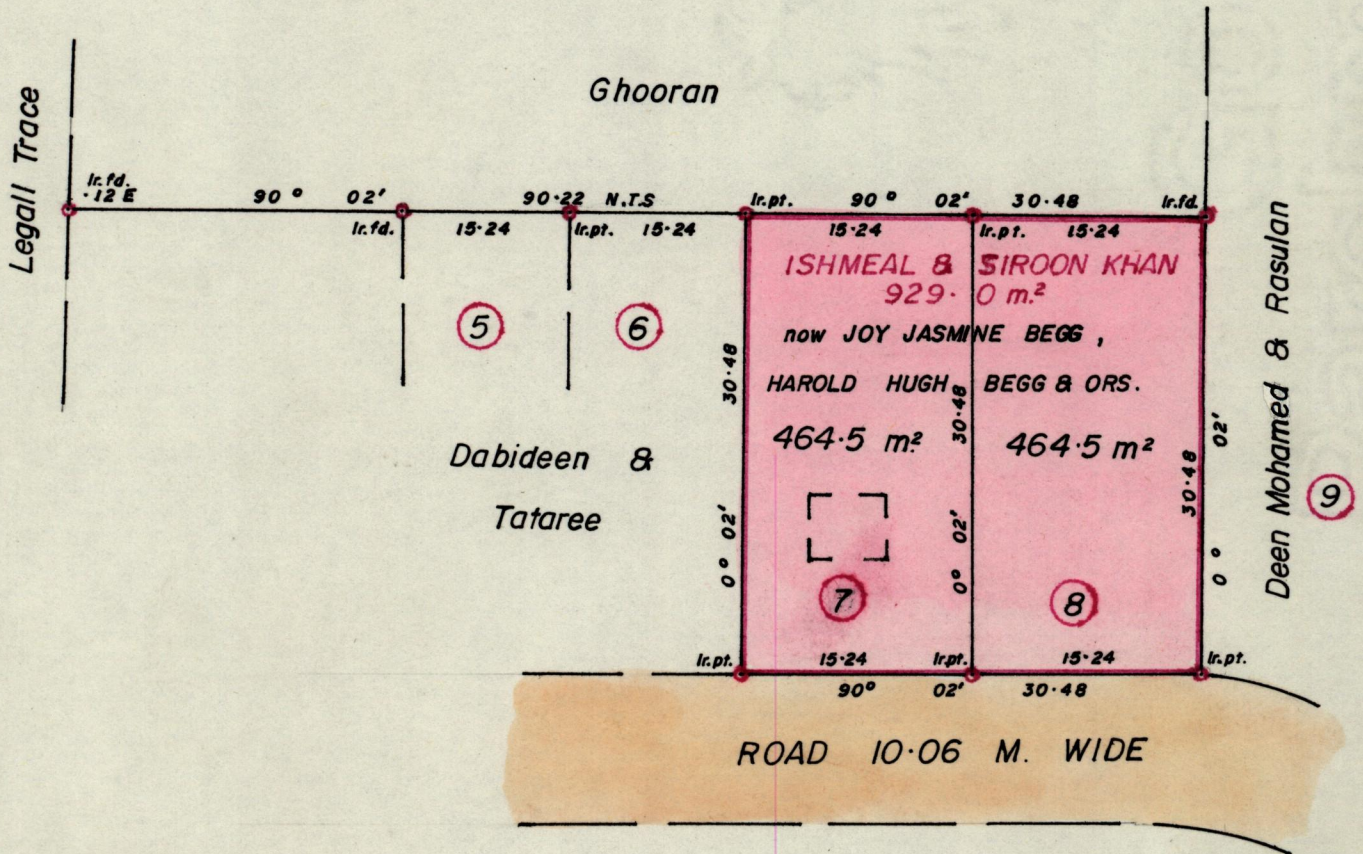 Ghooran
Legall Trace
Ir.fd.
·12 E
90° 02'
90·22 N.T.S
Ir.pt.
90° 02'
30·48
Ir.fd.
Ir.fd.
15·24
Ir.pt.
15·24
15·24
Ir.pt.
15·24
ISHMEAL & SIROON KHAN
929·0 m²
now JOY JASMINE BEGG,
HAROLD HUGH BEGG & ORS.
464·5 m²
464·5 m²
5
6
Dabideen &
Tataree
0° 02'
30·48
0° 02'
30·48
0° 02'
30·48
Deen Mohamed & Rasulan
9
7
8
Ir.pt.
15·24
Ir.pt.
15·24
Ir.pt.
90° 02'
30·48
ROAD 10·06 M. WIDE